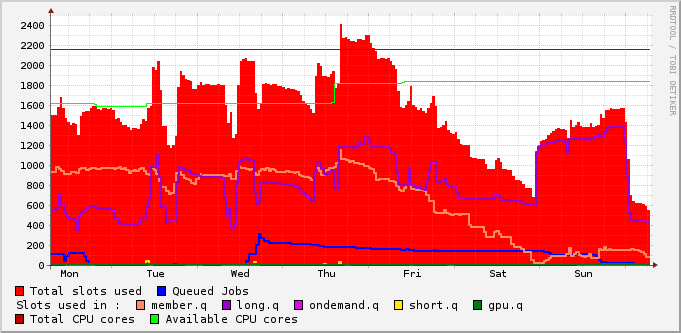 RRDTOOL / TOBI OETIKER
2400
2200
2000
1800
1600
1400
1200
1000
800
600
400
200
0
Mon Tue Wed Thu Fri Sat Sun
Total slots used Queued Jobs
Slots used in : member.q long.q ondemand.q short.q gpu.q
Total CPU cores Available CPU cores